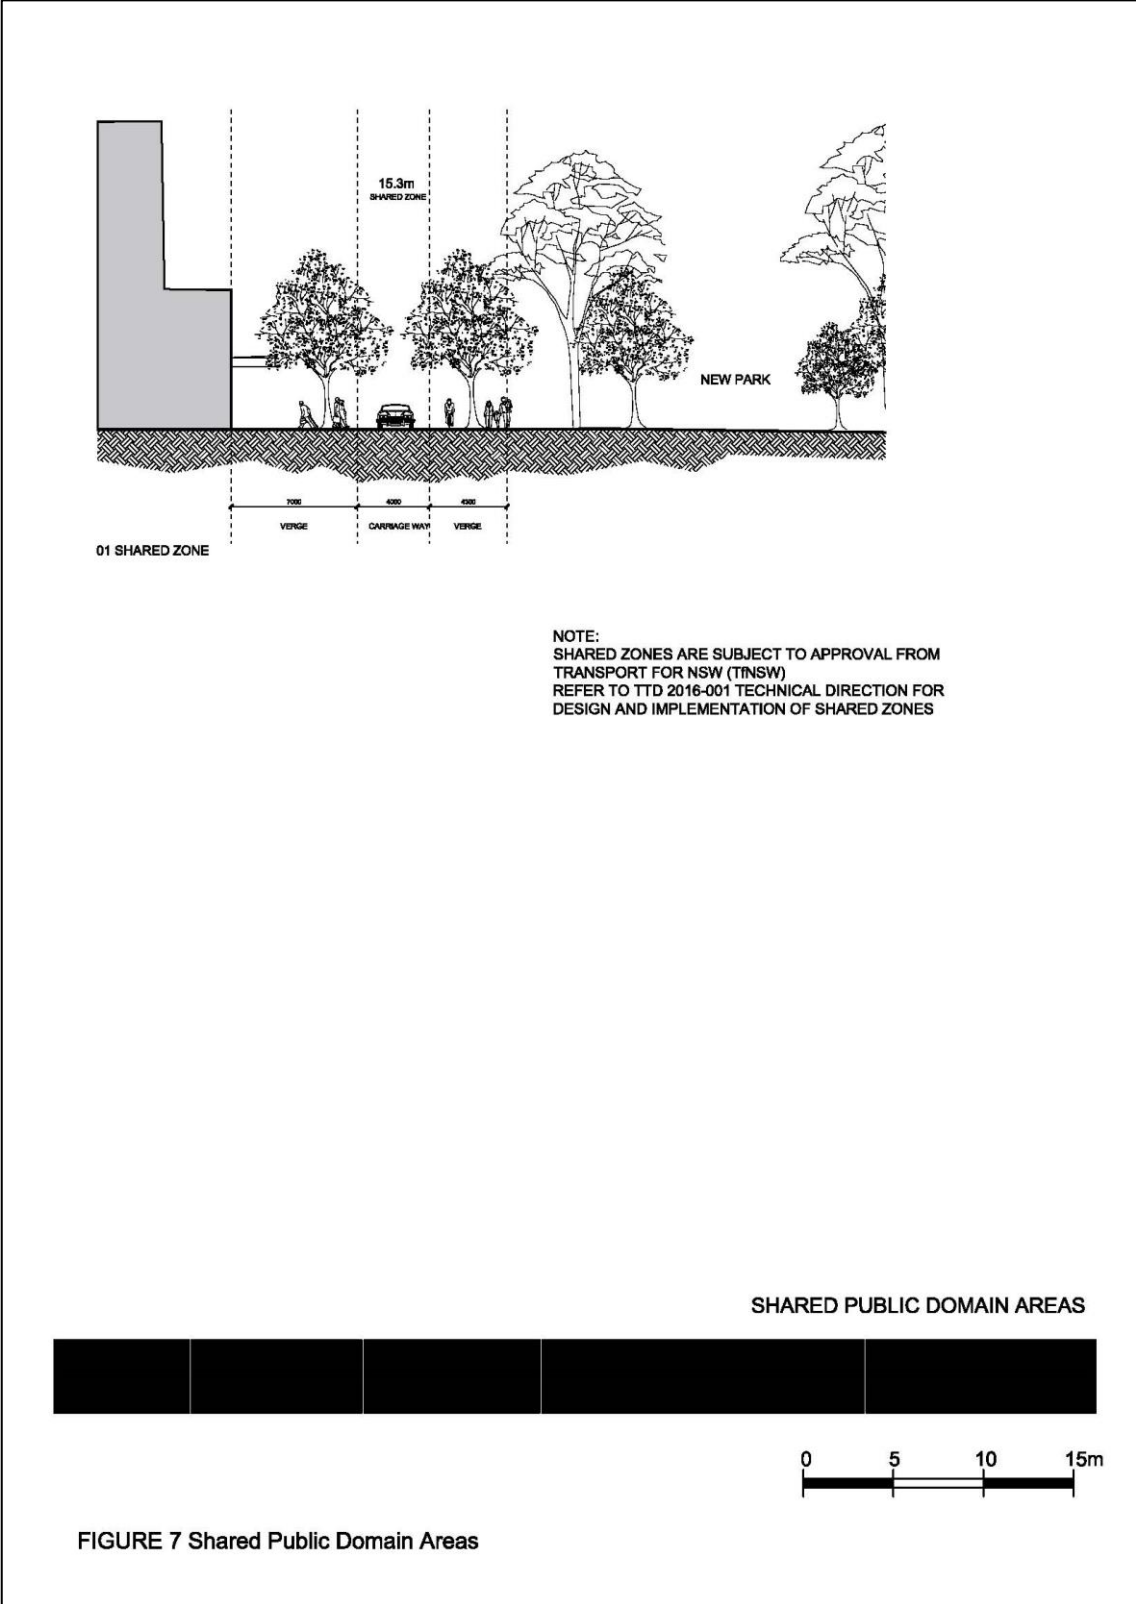 15.3m
SHARED ZONE
NEW PARK
7000 4000 4300
VERGE CARRIAGE WAY VERGE
01 SHARED ZONE
NOTE:
SHARED ZONES ARE SUBJECT TO APPROVAL FROM
TRANSPORT FOR NSW (TfNSW)
REFER TO TTD 2016-001 TECHNICAL DIRECTION FOR
DESIGN AND IMPLEMENTATION OF SHARED ZONES
SHARED PUBLIC DOMAIN AREAS
0 5 10 15m
FIGURE 7 Shared Public Domain Areas